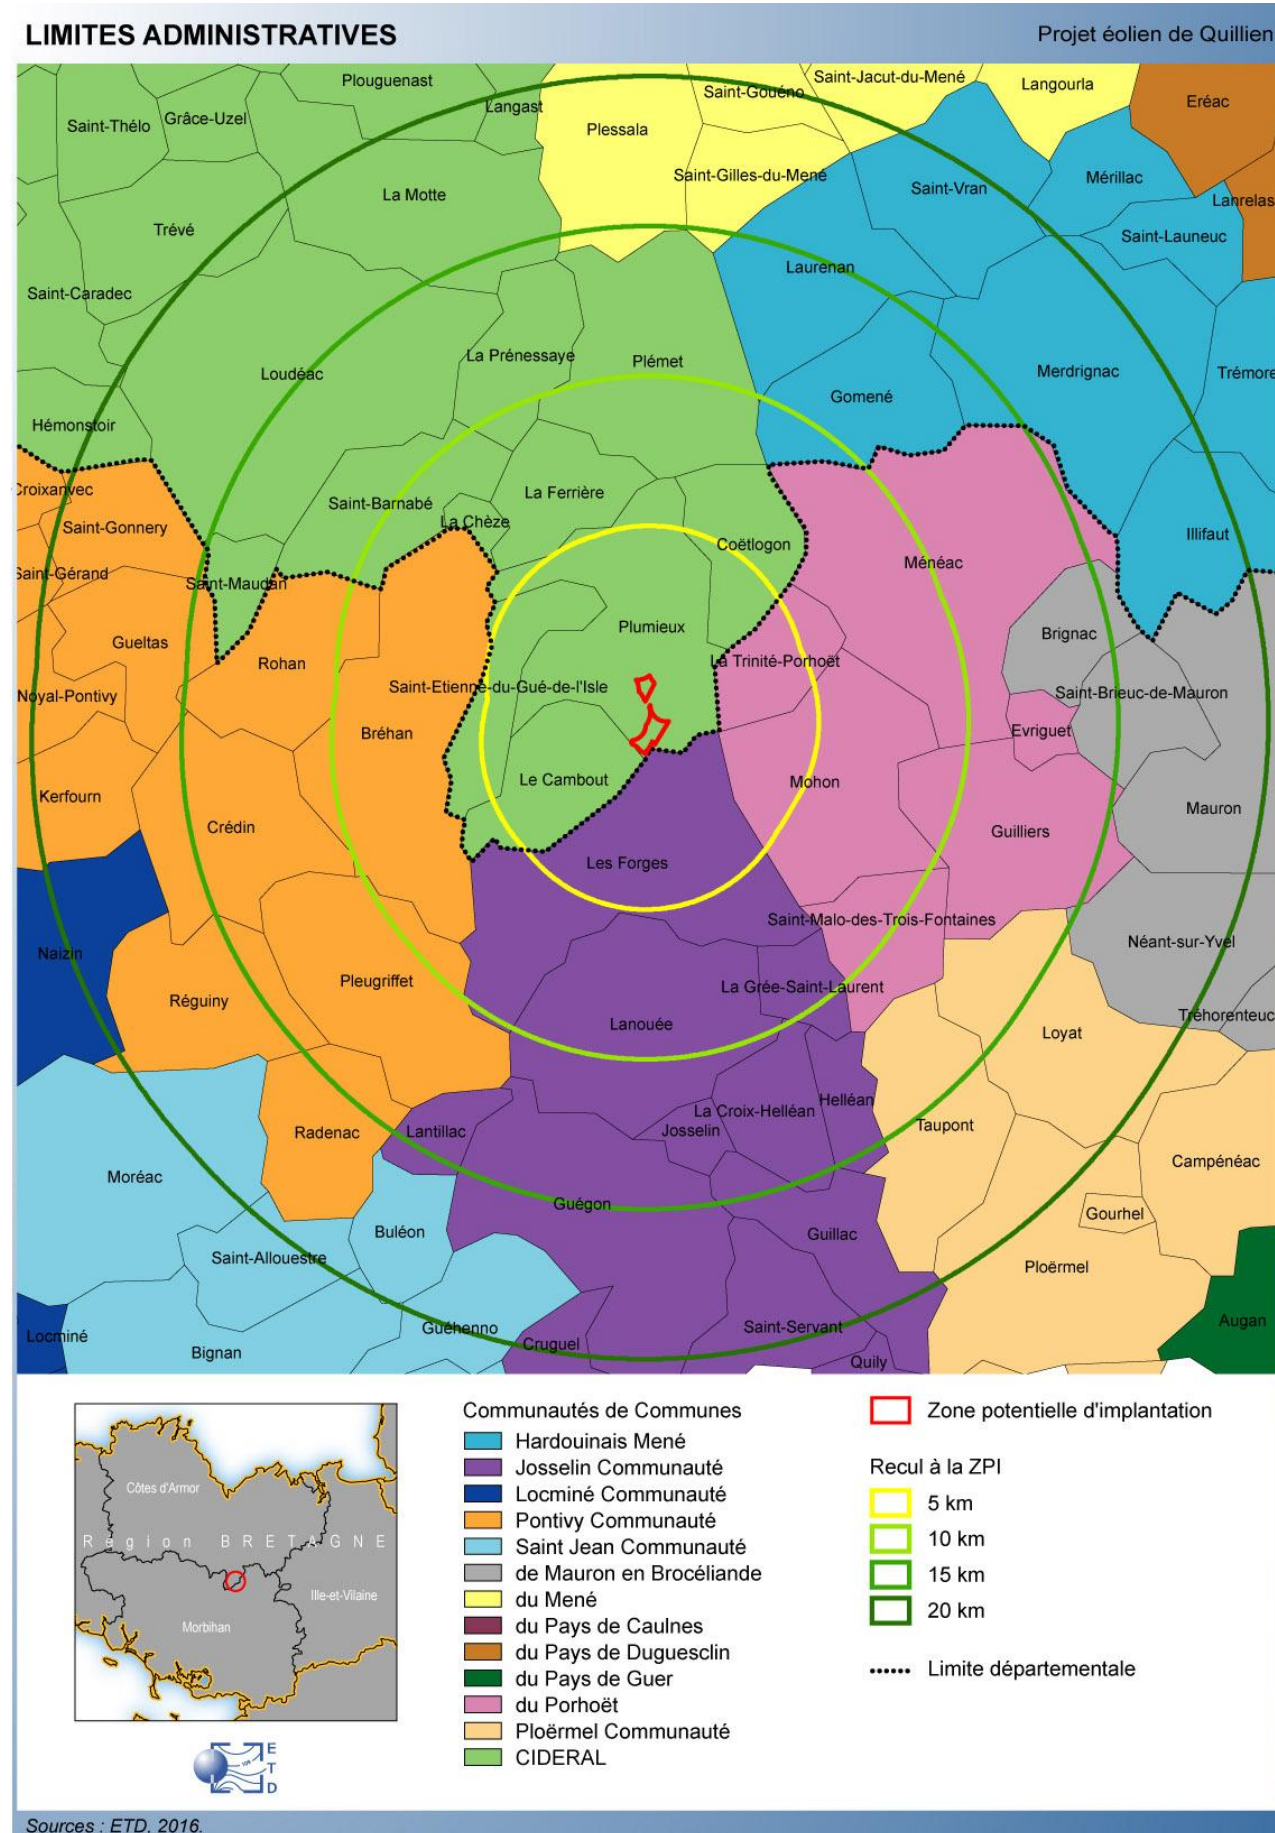 LIMITES ADMINISTRATIVES
Projet éolien de Quillien
Plouguenast
Saint-Jacut-du-Mené
Langourla
Saint-Gouéno
Eréac
Langast
Grâce-Uzel
Saint-Thélo
Plessala
Saint-Gilles-du-Mené
Mérillac
Saint-Vran
La Motte
Lanrelas
Trévé
Saint-Launeuc
Laurenan
Saint-Caradec
La Prénessaye
Plémet
Merdrignac
Trémore
Loudéac
Gomené
Hémonstoir
Croixanvec
La Ferrière
Saint-Barnabé
La Chèze
Saint-Gonnery
Illifaut
Coëtlogon
Ménéac
Saint-Gérand
Saint-Maudan
Plumieux
Brignac
Gueltas
Rohan
La Trinité-Porhoët
Saint-Etienne-du-Gué-de-l'Isle
Noyal-Pontivy
Saint-Brieuc-de-Mauron
Bréhan
Evriguet
Le Cambout
Mohon
Kerfourn
Mauron
Crédin
Guilliers
Les Forges
Saint-Malo-des-Trois-Fontaines
Néant-sur-Yvel
Naizin
Pleugriffet
La Grée-Saint-Laurent
Réguiny
Tréhorenteuc
Lanouée
Loyat
Helléan
La Croix-Helléan
Taupont
Radenac
Lantillac
Josselin
Campénéac
Moréac
Guégon
Gourhel
Buléon
Guillac
Saint-Allouestre
Ploërmel
Augan
Saint-Servant
Guéhenno
Locminé
Cruguel
Bignan
Quily
Côtes d'Armor
Région BRETAGNE
Ille-et-Vilaine
Morbihan
E
T
D
Communautés de Communes
Hardouinais Mené
Josselin Communauté
Locminé Communauté
Pontivy Communauté
Saint Jean Communauté
de Mauron en Brocéliande
du Mené
du Pays de Caulnes
du Pays de Duguesclin
du Pays de Guer
du Porhoët
Ploërmel Communauté
CIDERAL
Zone potentielle d'implantation
Recul à la ZPI
5 km
10 km
15 km
20 km
Limite départementale
Sources : ETD, 2016.